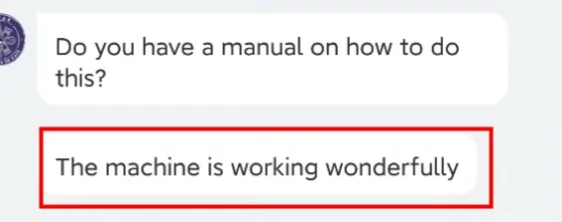 Do you have a manual on how to do
this?
The machine is working wonderfully